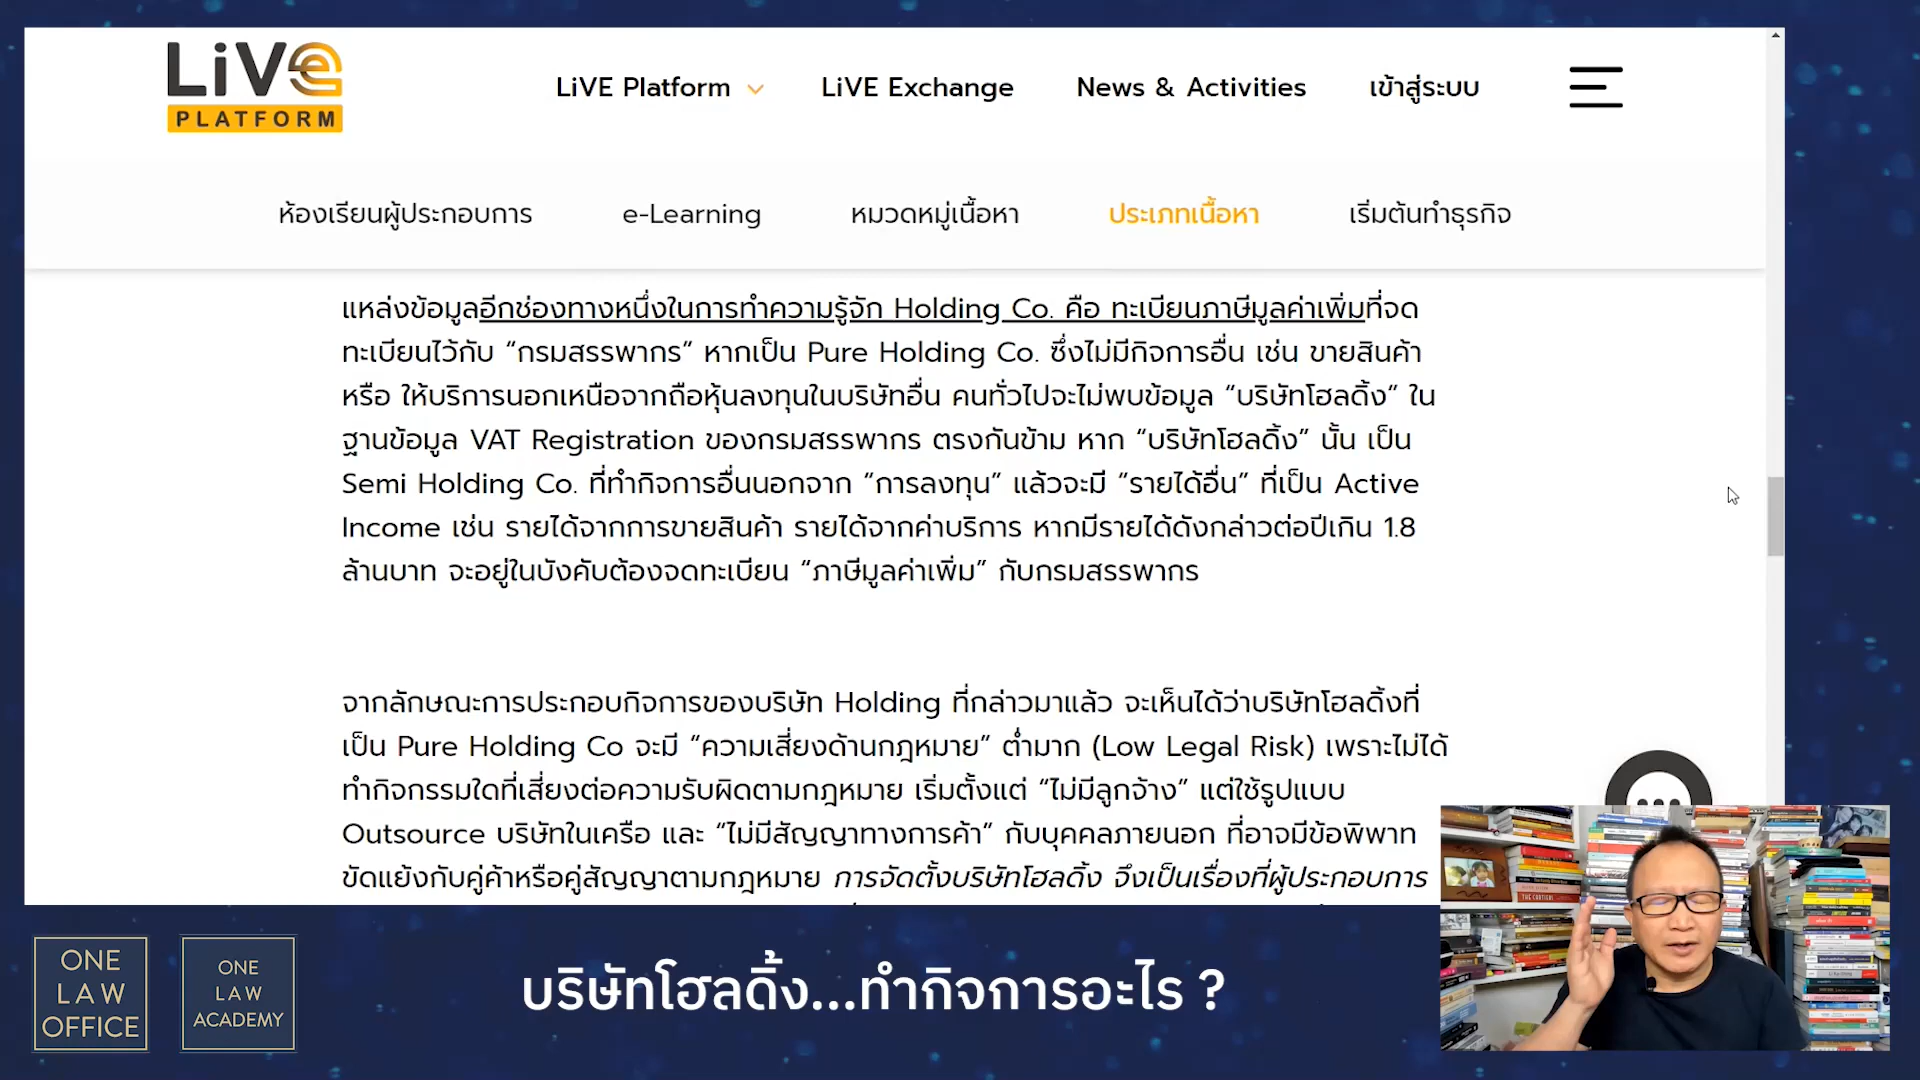 LiVE
PLATFORM
LiVE Platform
LiVE Exchange
News & Activities
เข้าสู่ระบบ
ห้องเรียนผู้ประกอบการ
e-Learning
หมวดหมู่เนื้อหา
ประเภทเนื้อหา
เริ่มต้นทำธุรกิจ
แหล่งข้อมูลอีกช่องทางหนึ่งในการทำความรู้จัก Holding Co. คือ ทะเบียนภาษีมูลค่าเพิ่มที่จด
ทะเบียนไว้กับ “กรมสรรพากร” หากเป็น Pure Holding Co. ซึ่งไม่มีกิจการอื่น เช่น ขายสินค้า
หรือ ให้บริการนอกเหนือจากถือหุ้นลงทุนในบริษัทอื่น คนทั่วไปจะไม่พบข้อมูล “บริษัทโฮลดิ้ง” ใน
ฐานข้อมูล VAT Registration ของกรมสรรพากร ตรงกันข้าม หาก “บริษัทโฮลดิ้ง” นั้น เป็น
Semi Holding Co. ที่ทำกิจการอื่นนอกจาก “การลงทุน” แล้วจะมี “รายได้อื่น” ที่เป็น Active
Income เช่น รายได้จากการขายสินค้า รายได้จากค่าบริการ หากมีรายได้ดังกล่าวต่อปีเกิน 1.8
ล้านบาท จะอยู่ในบังคับต้องจดทะเบียน “ภาษีมูลค่าเพิ่ม” กับกรมสรรพากร
จากลักษณะการประกอบกิจการของบริษัท Holding ที่กล่าวมาแล้ว จะเห็นได้ว่าบริษัทโฮลดิ้งที่
เป็น Pure Holding Co จะมี “ความเสี่ยงด้านกฎหมาย” ต่ำมาก (Low Legal Risk) เพราะไม่ได้
ทำกิจกรรมใดที่เสี่ยงต่อความรับผิดตามกฎหมาย เริ่มตั้งแต่ “ไม่มีลูกจ้าง” แต่ใช้รูปแบบ
Outsource บริษัทในเครือ และ “ไม่มีสัญญาทางการค้า” กับบุคคลภายนอก ที่อาจมีข้อพิพาท
ขัดแย้งกับคู่ค้าหรือคู่สัญญาตามกฎหมาย การจัดตั้งบริษัทโฮลดิ้ง จึงเป็นเรื่องที่ผู้ประกอบการ
ONE
LAW
OFFICE
ONE
LAW
ACADEMY
บริษัทโฮลดิ้ง...ทำกิจการอะไร ?